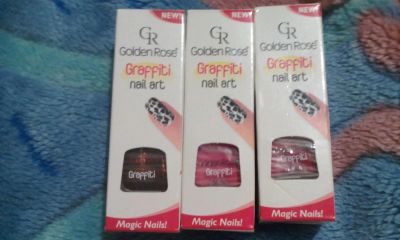 NEW!
GR
Golden Rose®
Graffiti
nail art
Graffiti
Magic Nails!
NEW!
GR
Golden Rose®
Graffiti
nail art
Graffiti
Magic Nails!
NEW!
GR
Golden Rose®
Graffiti
nail art
Graffiti
Magic Nails!